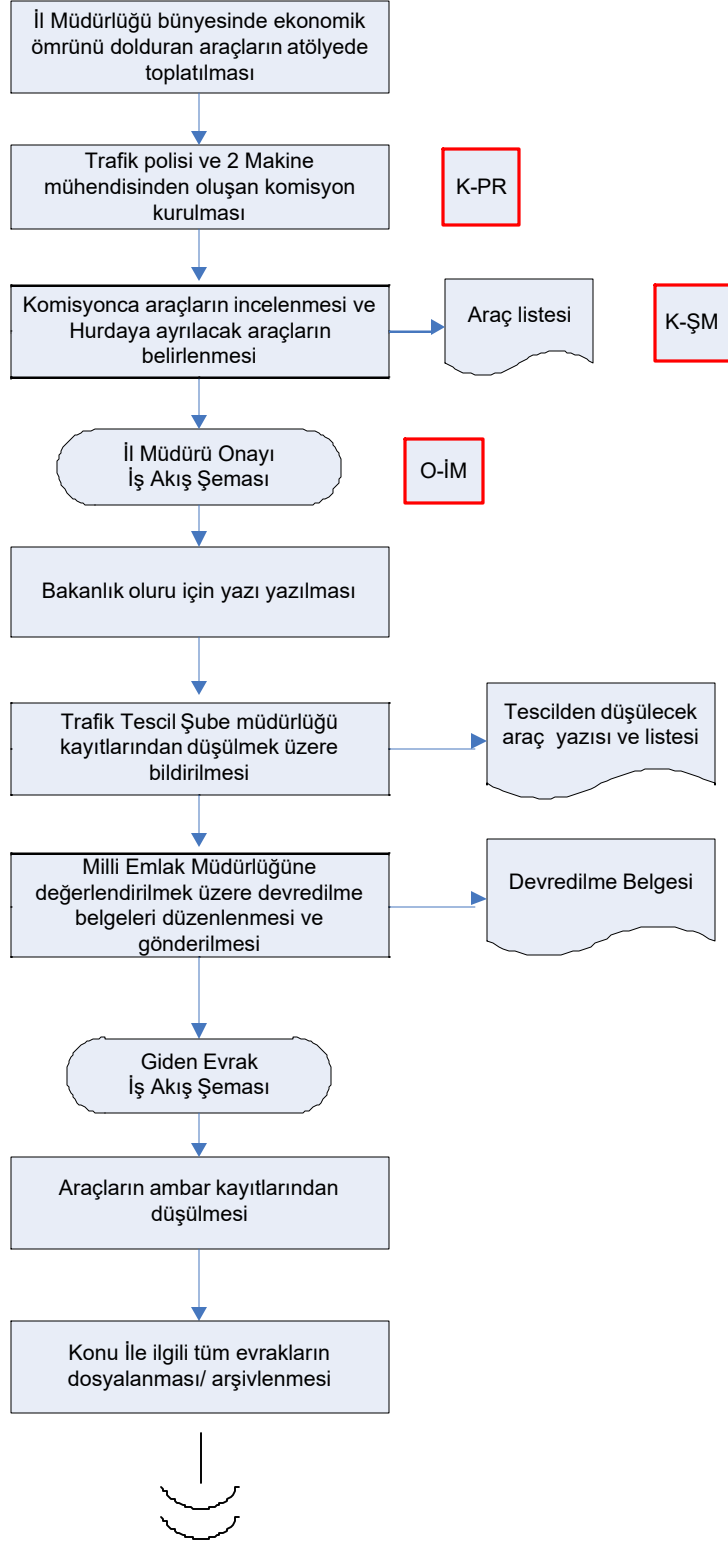 İl Müdürlüğü bünyesinde ekonomik
ömrünü dolduran araçların atölyede
toplatılması
Trafik polisi ve 2 Makine
mühendisinden oluşan komisyon
kurulması
K-PR
Komisyonca araçların incelenmesi ve
Hurdaya ayrılacak araçların
belirlenmesi
Araç listesi
K-ŞM
İl Müdürü Onayı
İş Akış Şeması
O-İM
Bakanlık oluru için yazı yazılması
Trafik Tescil Şube müdürlüğü
kayıtlarından düşülmek üzere
bildirilmesi
Tescilden düşülecek
araç yazısı ve listesi
Milli Emlak Müdürlüğüne
değerlendirilmek üzere devredilme
belgeleri düzenlenmesi ve
gönderilmesi
Devredilme Belgesi
Giden Evrak
İş Akış Şeması
Araçların ambar kayıtlarından
düşülmesi
Konu İle ilgili tüm evrakların
dosyalanması/ arşivlenmesi